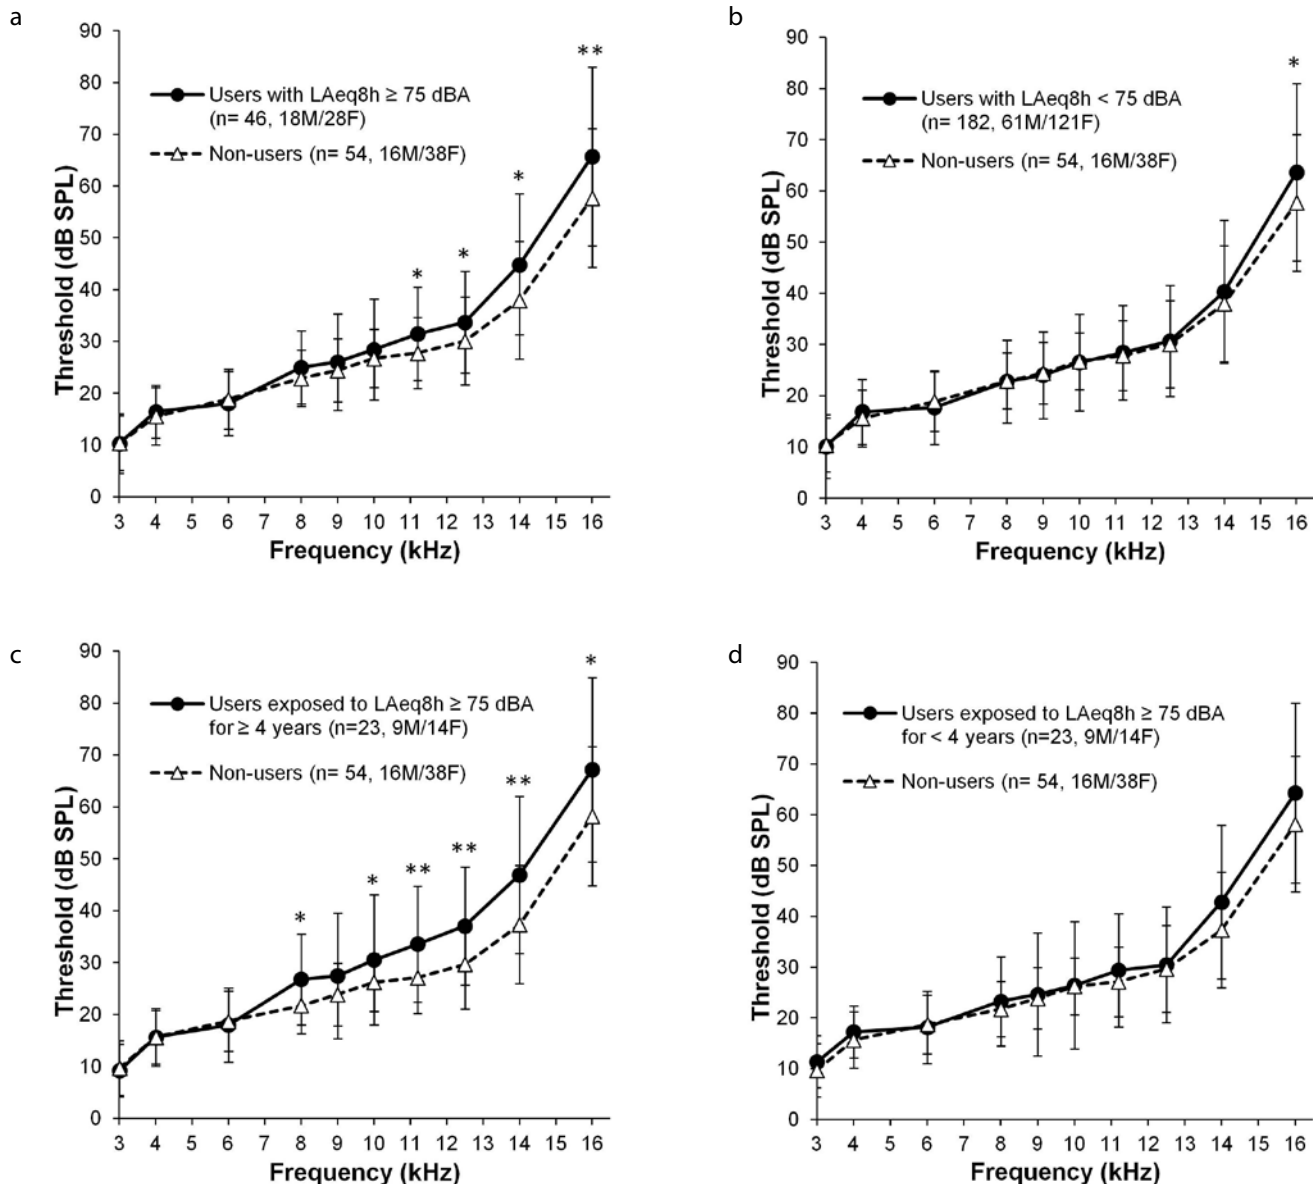 a
90
80
70
60
50
40
30
20
10
0
Threshold (dB SPL)
Users with LAeq8h ≥ 75 dBA
(n= 46, 18M/28F)
Non-users (n= 54, 16M/38F)
* * * **
3 4 5 6 7 8 9 10 11 12 13 14 15 16
Frequency (kHz)
b
90
80
70
60
50
40
30
20
10
0
Threshold (dB SPL)
Users with LAeq8h < 75 dBA
(n= 182, 61M/121F)
Non-users (n= 54, 16M/38F)
*
3 4 5 6 7 8 9 10 11 12 13 14 15 16
Frequency (kHz)
c
90
80
70
60
50
40
30
20
10
0
Threshold (dB SPL)
Users exposed to LAeq8h ≥ 75 dBA
for ≥ 4 years (n=23, 9M/14F)
Non-users (n= 54, 16M/38F)
* * ** ** ** *
3 4 5 6 7 8 9 10 11 12 13 14 15 16
Frequency (kHz)
d
90
80
70
60
50
40
30
20
10
0
Threshold (dB SPL)
Users exposed to LAeq8h ≥ 75 dBA
for < 4 years (n=23, 9M/14F)
Non-users (n= 54, 16M/38F)
3 4 5 6 7 8 9 10 11 12 13 14 15 16
Frequency (kHz)